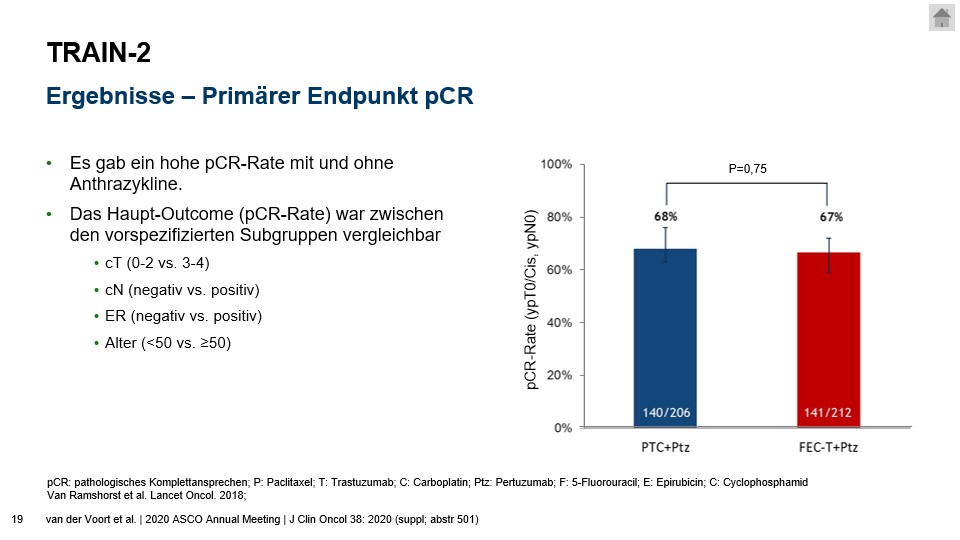 TRAIN-2
Ergebnisse – Primärer Endpunkt pCR
• Es gab ein hohe pCR-Rate mit und ohne
Anthrazykline.
• Das Haupt-Outcome (pCR-Rate) war zwischen
den vorspezifizierten Subgruppen vergleichbar
• cT (0-2 vs. 3-4)
• cN (negativ vs. positiv)
• ER (negativ vs. positiv)
• Alter (<50 vs. ≥50)
pCR-Rate (ypT0/Cis, ypN0)
100%
80%
60%
40%
20%
0%
P=0,75
68%
67%
140/206
141/212
PTC+Ptz
FEC-T+Ptz
pCR: pathologisches Komplettansprechen; P: Paclitaxel; T: Trastuzumab; C: Carboplatin; Ptz: Pertuzumab; F: 5-Fluorouracil; E: Epirubicin; C: Cyclophosphamid
Van Ramshorst et al. Lancet Oncol. 2018;
19 van der Voort et al. | 2020 ASCO Annual Meeting | J Clin Oncol 38: 2020 (suppl; abstr 501)